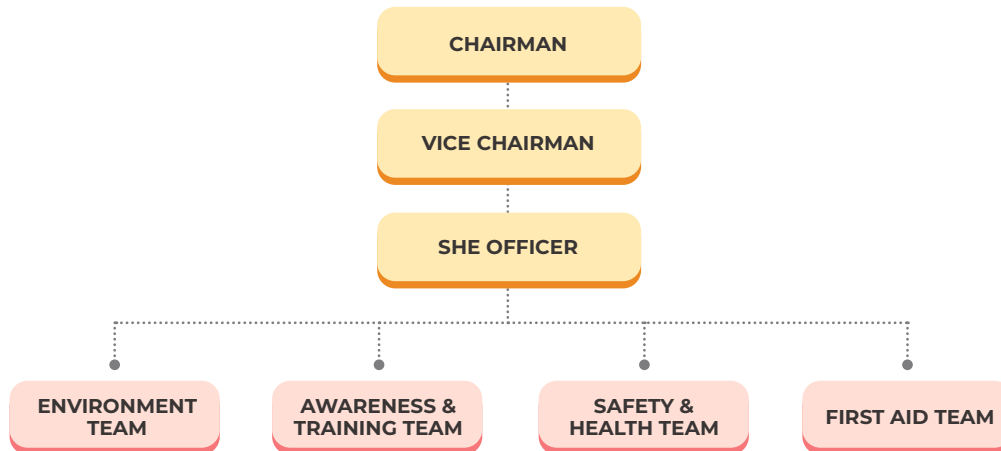 CHAIRMAN
VICE CHAIRMAN
SHE OFFICER
ENVIRONMENT
TEAM
AWARENESS &
TRAINING TEAM
SAFETY &
HEALTH TEAM
FIRST AID TEAM